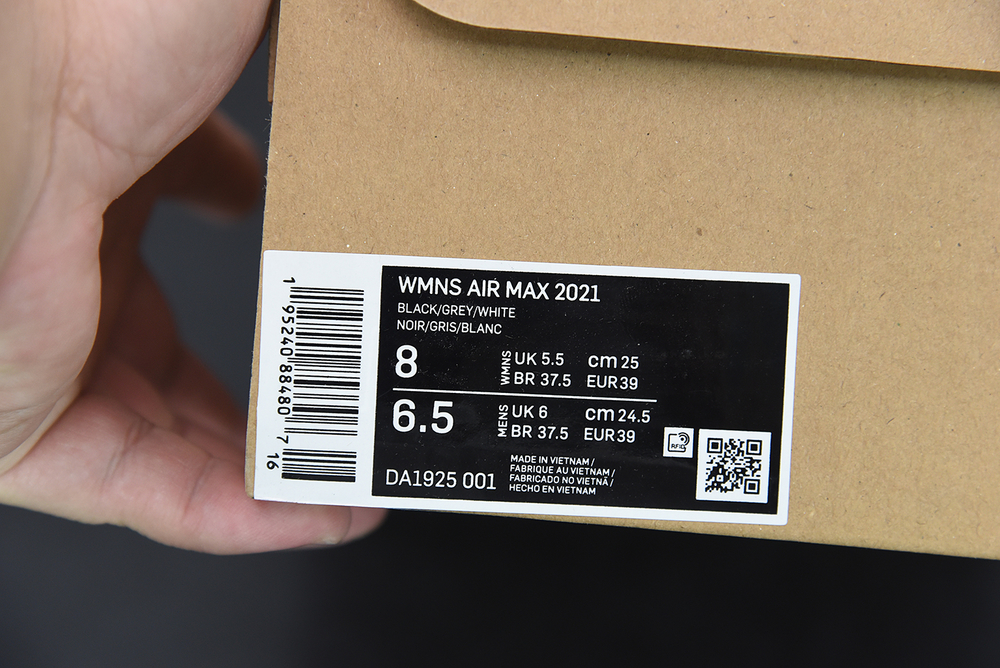 WMNS AIR MAX 2021
BLACK/GREY/WHITE
NOIR/GRIS/BLANC
8
WMNS
UK 5.5 cm 25
BR 37.5 EUR 39
6.5
MENS
UK 6 cm 24.5
BR 37.5 EUR 39
RFID
DA1925 001
MADE IN VIETNAM /
FABRIQUE AU VIETNAM /
FABRICADO NO VIETNÃ /
HECHO EN VIETNAM
1 95240 88480 7 16